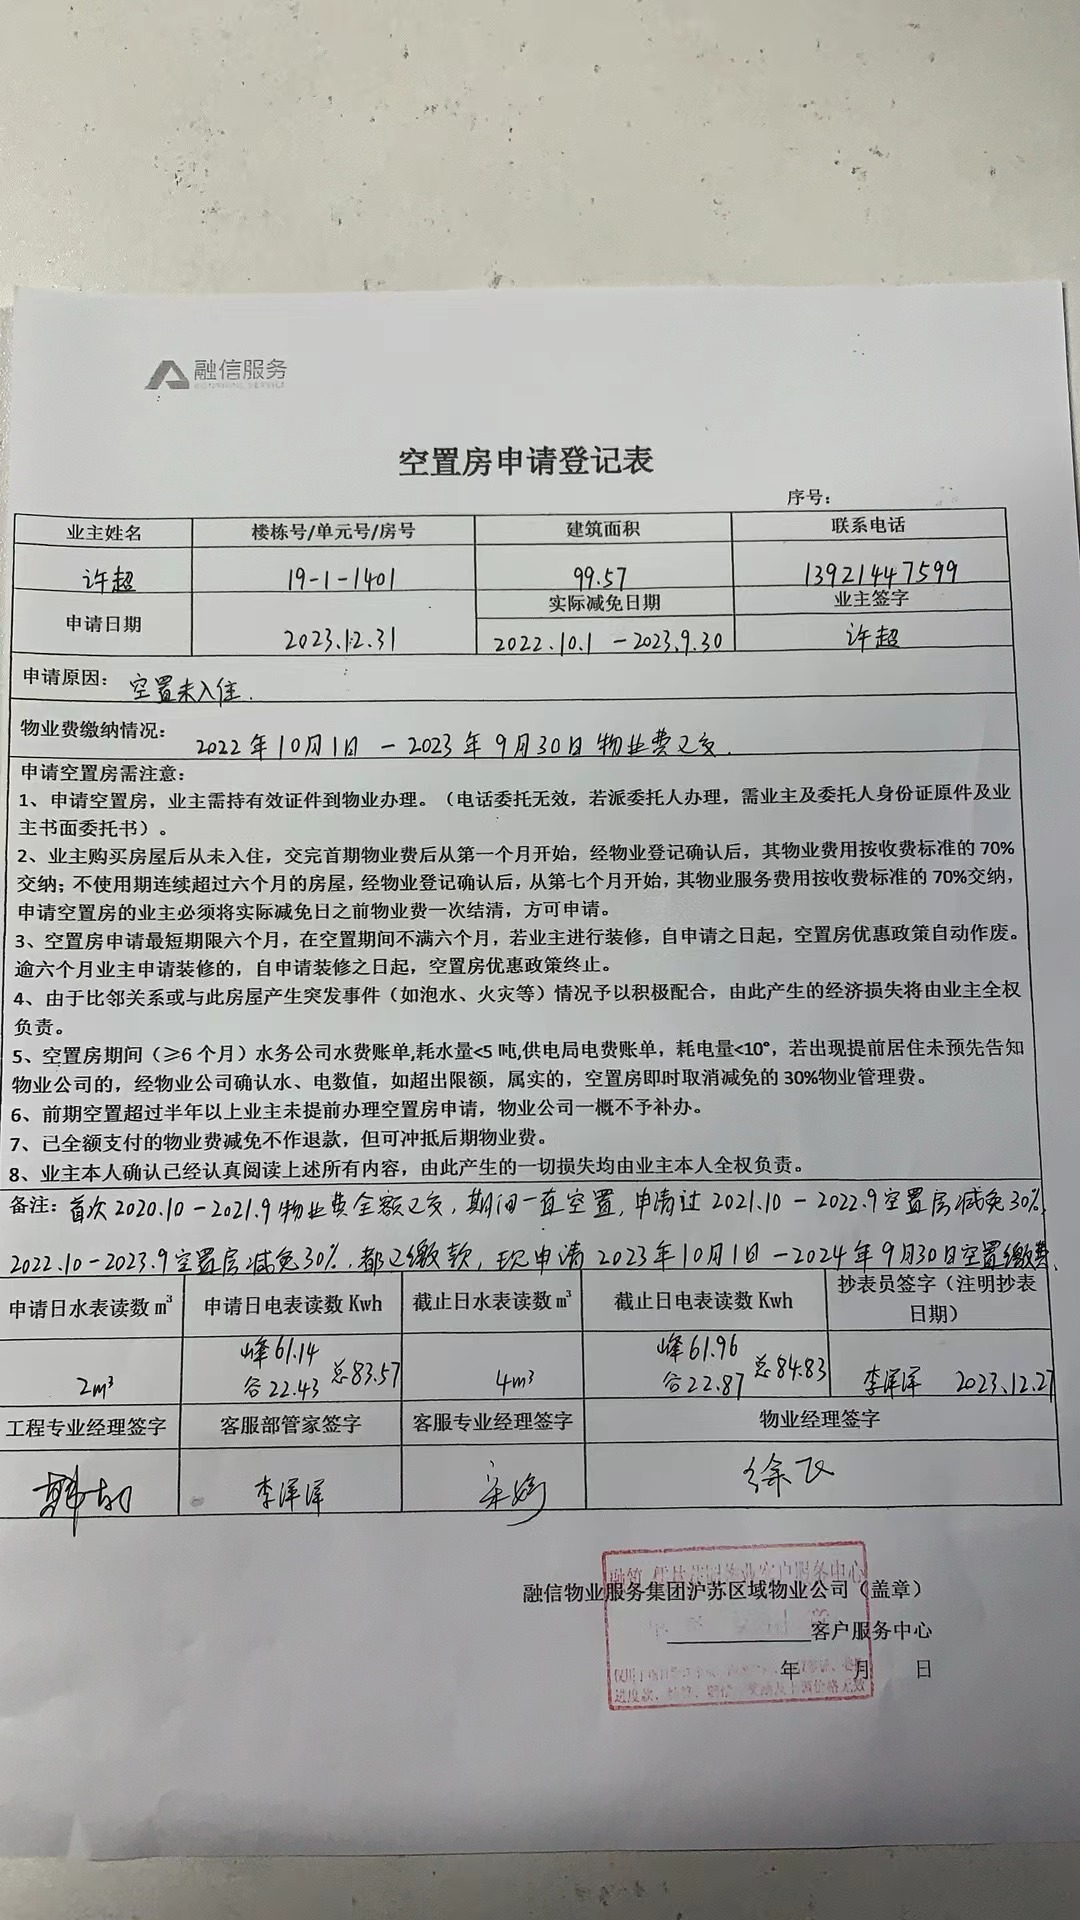 融信服务
空置房申请登记表
序号:
业主姓名 楼栋号/单元号/房号 建筑面积 联系电话
许超 19-1-1401 99.57 13921447599
申请日期 2023.12.31 实际减免日期 业主签字
2022.10.1 -2023.9.30 许超
申请原因: 空置未入住.
物业费缴纳情况: 2022年10月1日 - 2023年9月30日物业费已交.
申请空置房需注意:
1、申请空置房，业主需持有效证件到物业办理。（电话委托无效，若派委托人办理，需业主及委托人身份证原件及业
主书面委托书）。
2、业主购买房屋后从未入住，交完首期物业费后从第一个月开始，经物业登记确认后，其物业费用按收费标准的70%
交纳；不使用期连续超过六个月的房屋，经物业登记确认后，从第七个月开始，其物业服务费用按收费标准的 70%交纳，
申请空置房的业主必须将实际减免日之前物业费一次结清，方可申请。
3、空置房申请最短期限六个月，在空置期间不满六个月，若业主进行装修，自申请之日起，空置房优惠政策自动作废。
逾六个月业主申请装修的，自申请装修之日起，空置房优惠政策终止。
4、由于比邻关系或与此房屋产生突发事件（如泡水、火灾等）情况予以积极配合，由此产生的经济损失将由业主全权
负责。
5、空置房期间（≥6个月）水务公司水费账单,耗水量<5吨,供电局电费账单，耗电量<10°，若出现提前居住未预先告知
物业公司的，经物业公司确认水、电数值，如超出限额，属实的，空置房即时取消减免的30%物业管理费。
6、前期空置超过半年以上业主未提前办理空置房申请，物业公司一概不予补办。
7、已全额支付的物业费减免不作退款，但可冲抵后期物业费。
8、业主本人确认已经认真阅读上述所有内容，由此产生的一切损失均由业主本人全权负责。
备注: 首次2020.10-2021.9物业费全额已交，期间一直空置，申请过2021.10-2022.9空置房减免30%,
2022.10-2023.9空置房减免30%,都已缴款，现申请 2023年10月1日-2024年9月30日空置缴费.
申请日水表读数m³ 申请日电表读数Kwh 截止日水表读数m³ 截止日电表读数Kwh 抄表员签字（注明抄表
日期）
2m³ 峰61.14 谷22.43 总83.57 4m³ 峰61.96 谷22.87 总84.83 李洋洋 2023.12.27
工程专业经理签字 客服部管家签字 客服专业经理签字 物业经理签字
李洋洋 徐飞
融信物业服务集团沪苏区域物业公司（盖章）
客户服务中心
年 月 日